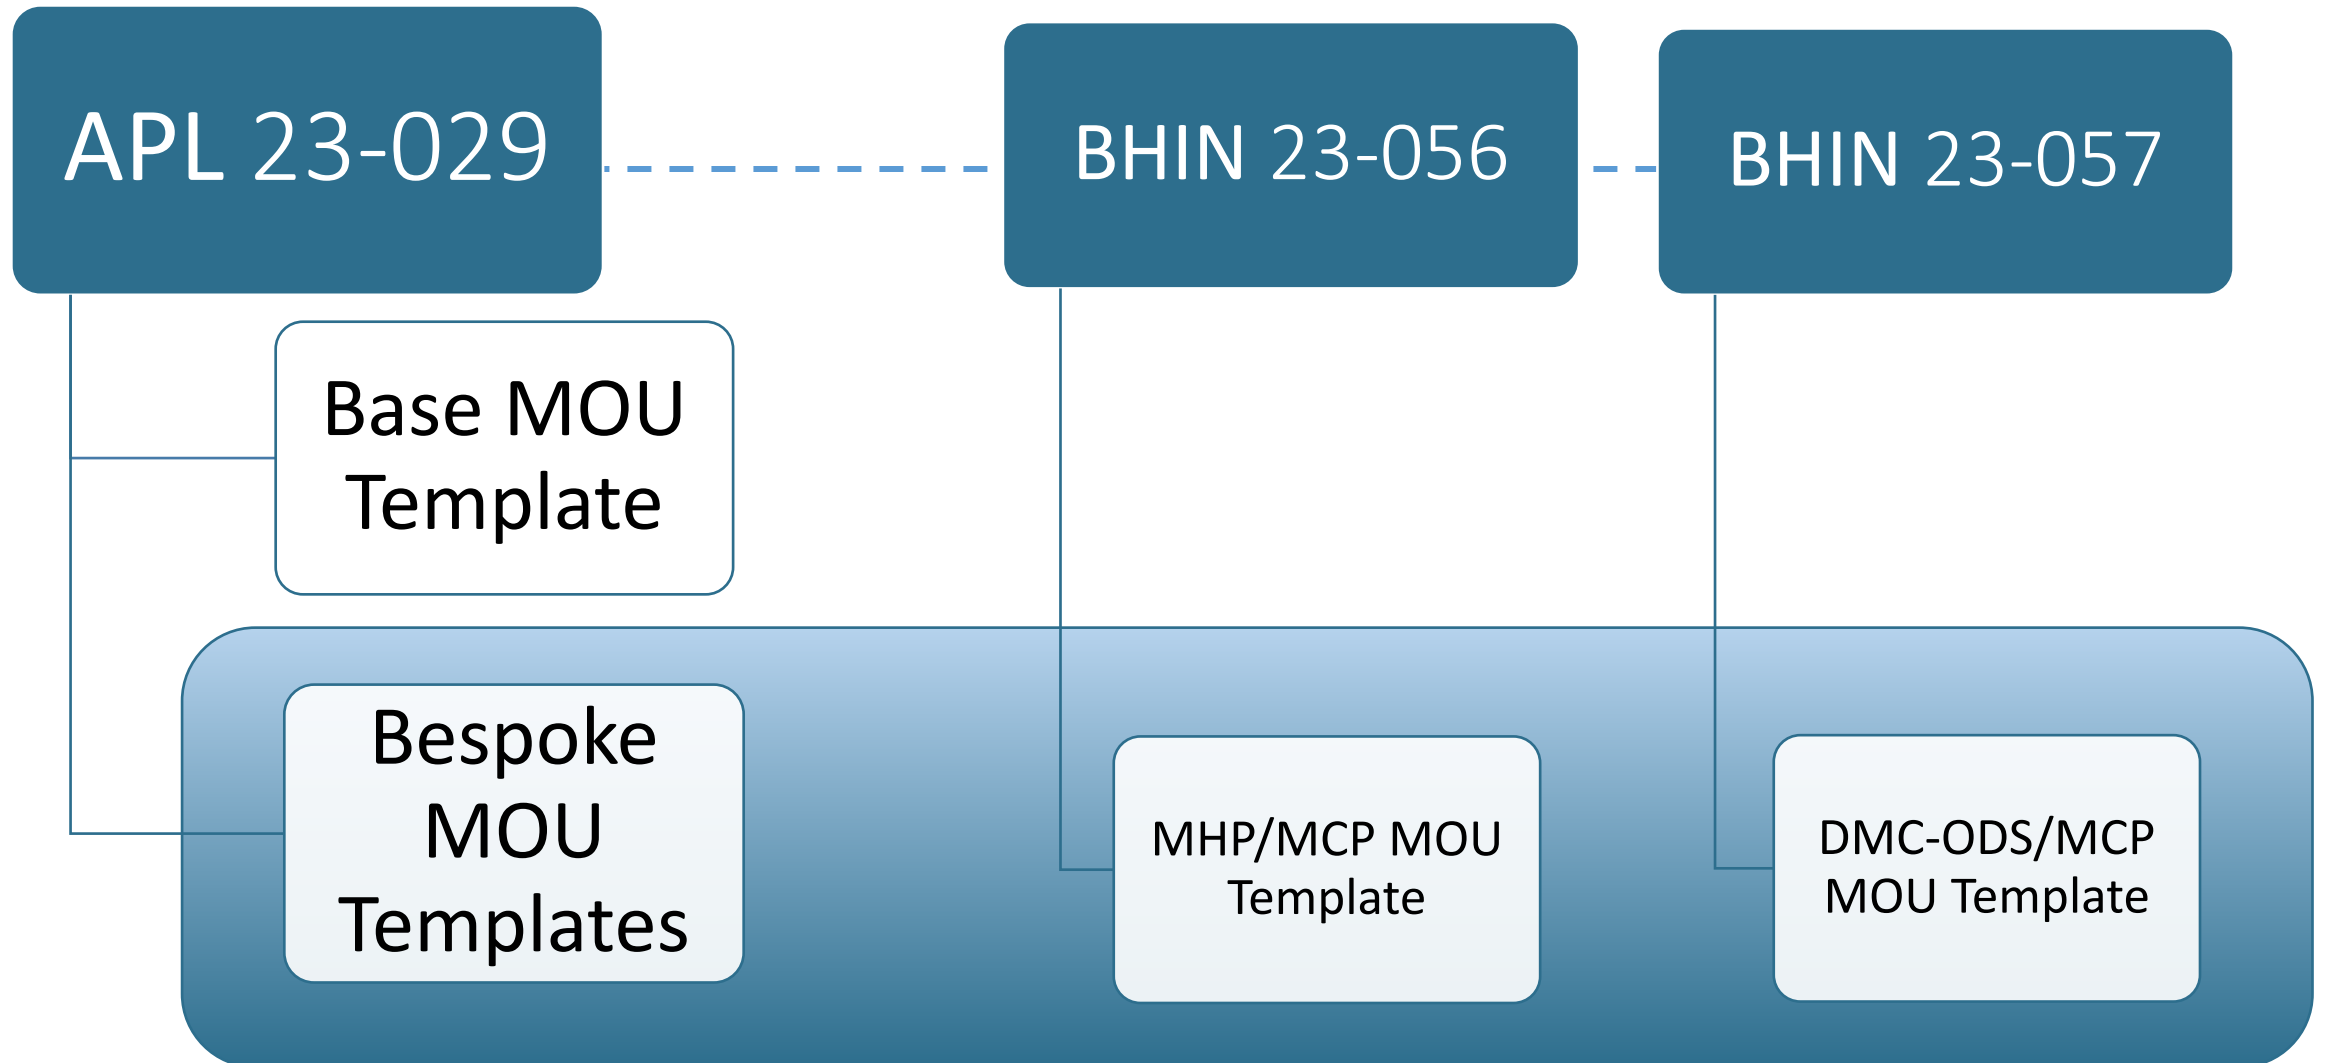 APL 23-029
BHIN 23-056
BHIN 23-057
Base MOU
Template
Bespoke
MOU
Templates
MHP/MCP MOU
Template
DMC-ODS/MCP
MOU Template